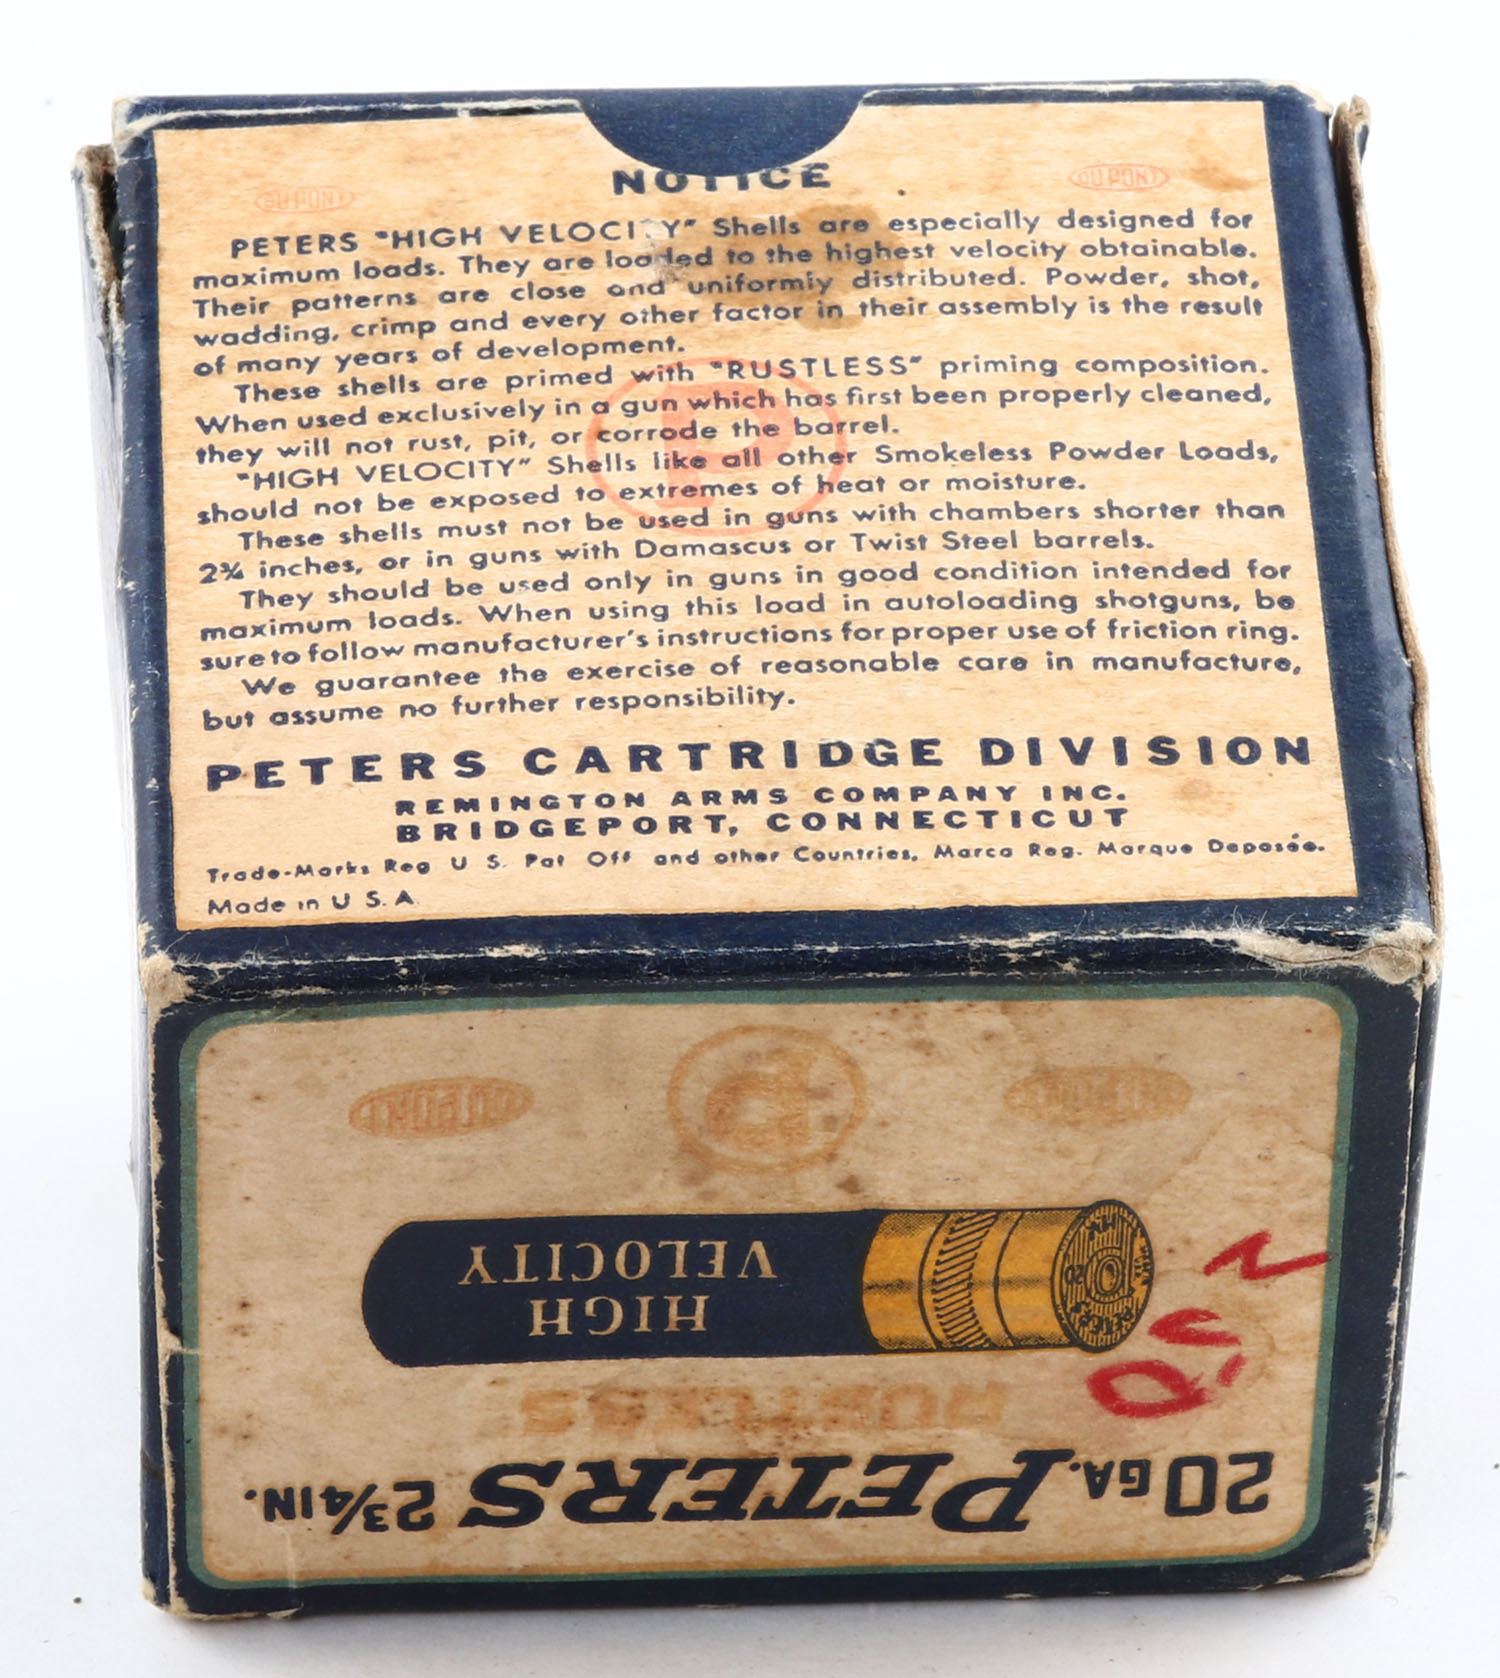 NOTICE
DU PONT
DU PONT
PETERS "HIGH VELOCITY" Shells are especially designed for
maximum loads. They are loaded to the highest velocity obtainable.
Their patterns are close and uniformly distributed. Powder, shot,
wadding, crimp and every other factor in their assembly is the result
of many years of development.
These shells are primed with "RUSTLESS" priming composition.
When used exclusively in a gun which has first been properly cleaned,
they will not rust, pit, or corrode the barrel.
"HIGH VELOCITY" Shells like all other Smokeless Powder Loads,
should not be exposed to extremes of heat or moisture.
These shells must not be used in guns with chambers shorter than
2¾ inches, or in guns with Damascus or Twist Steel barrels.
They should be used only in guns in good condition intended for
maximum loads. When using this load in autoloading shotguns, be
sure to follow manufacturer's instructions for proper use of friction ring.
We guarantee the exercise of reasonable care in manufacture,
but assume no further responsibility.
P
PETERS CARTRIDGE DIVISION
REMINGTON ARMS COMPANY INC.
BRIDGEPORT, CONNECTICUT
Trade-Marks Reg U S. Pat Off and other Countries, Marca Reg. Marque Deposée.
Made in U S. A
20 GA. PETERS 2¾ IN.
RUSTLESS
HIGH
VELOCITY
PETERS
20
DU PONT
P
DU PONT